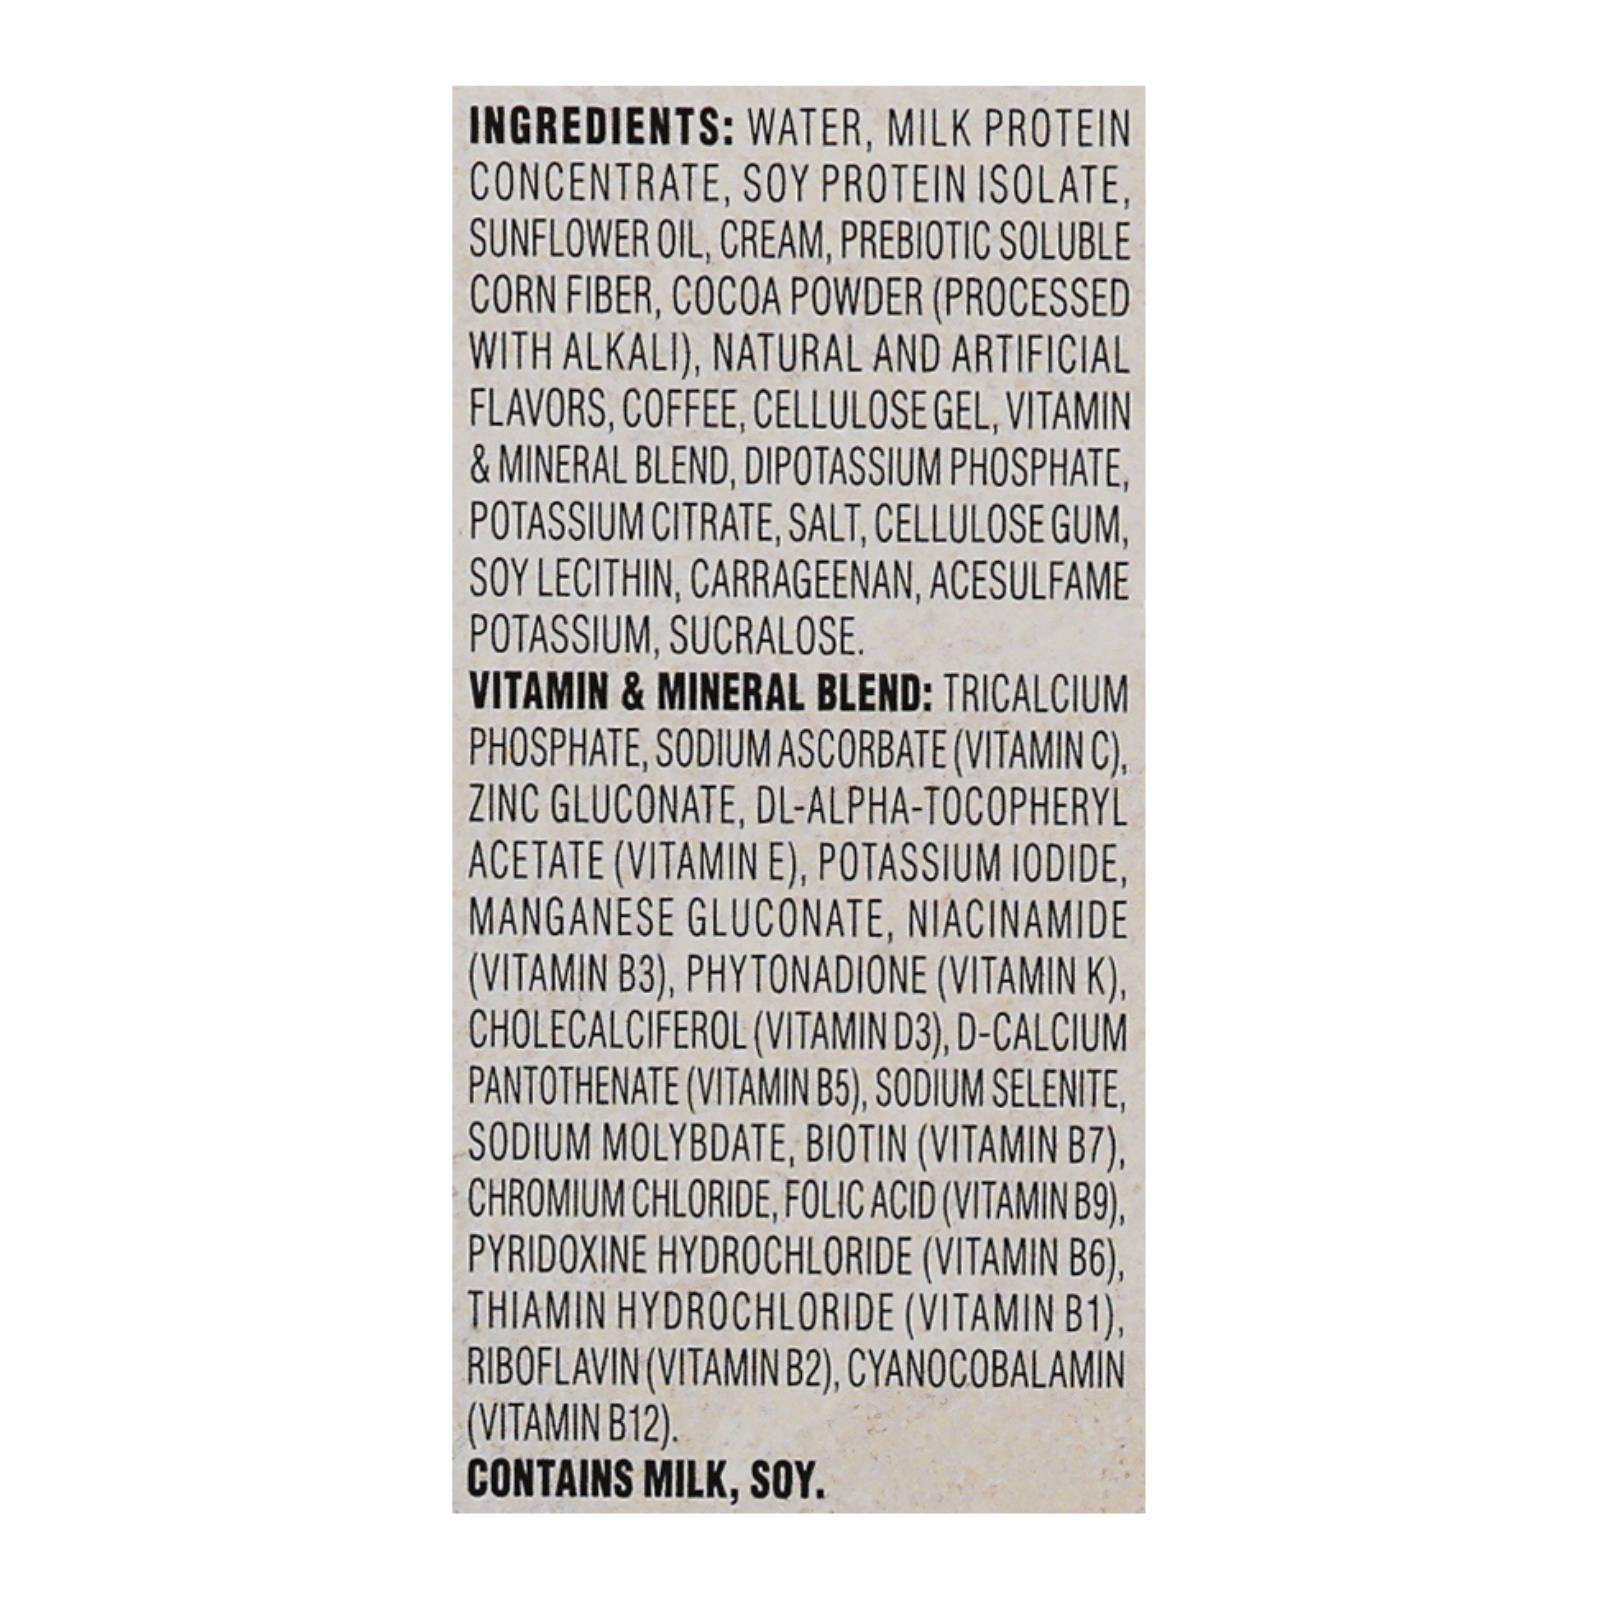 INGREDIENTS: WATER, MILK PROTEIN
CONCENTRATE, SOY PROTEIN ISOLATE,
SUNFLOWER OIL, CREAM, PREBIOTIC SOLUBLE
CORN FIBER, COCOA POWDER (PROCESSED
WITH ALKALI), NATURAL AND ARTIFICIAL
FLAVORS, COFFEE, CELLULOSE GEL, VITAMIN
& MINERAL BLEND, DIPOTASSIUM PHOSPHATE,
POTASSIUM CITRATE, SALT, CELLULOSE GUM,
SOY LECITHIN, CARRAGEENAN, ACESULFAME
POTASSIUM, SUCRALOSE.
VITAMIN & MINERAL BLEND: TRICALCIUM
PHOSPHATE, SODIUM ASCORBATE (VITAMIN C),
ZINC GLUCONATE, DL-ALPHA-TOCOPHERYL
ACETATE (VITAMIN E), POTASSIUM IODIDE,
MANGANESE GLUCONATE, NIACINAMIDE
(VITAMIN B3), PHYTONADIONE (VITAMIN K),
CHOLECALCIFEROL (VITAMIN D3), D-CALCIUM
PANTOTHENATE (VITAMIN B5), SODIUM SELENITE,
SODIUM MOLYBDATE, BIOTIN (VITAMIN B7),
CHROMIUM CHLORIDE, FOLIC ACID (VITAMIN B9),
PYRIDOXINE HYDROCHLORIDE (VITAMIN B6),
THIAMIN HYDROCHLORIDE (VITAMIN B1),
RIBOFLAVIN (VITAMIN B2), CYANOCOBALAMIN
(VITAMIN B12).
CONTAINS MILK, SOY.